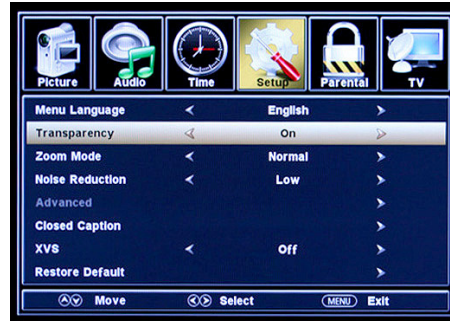 Picture Audio Time Setup Parental TV
Menu Language English
Transparency On
Zoom Mode Normal
Noise Reduction Low
Advanced
Closed Caption
XVS Off
Restore Default
Move Select MENU Exit